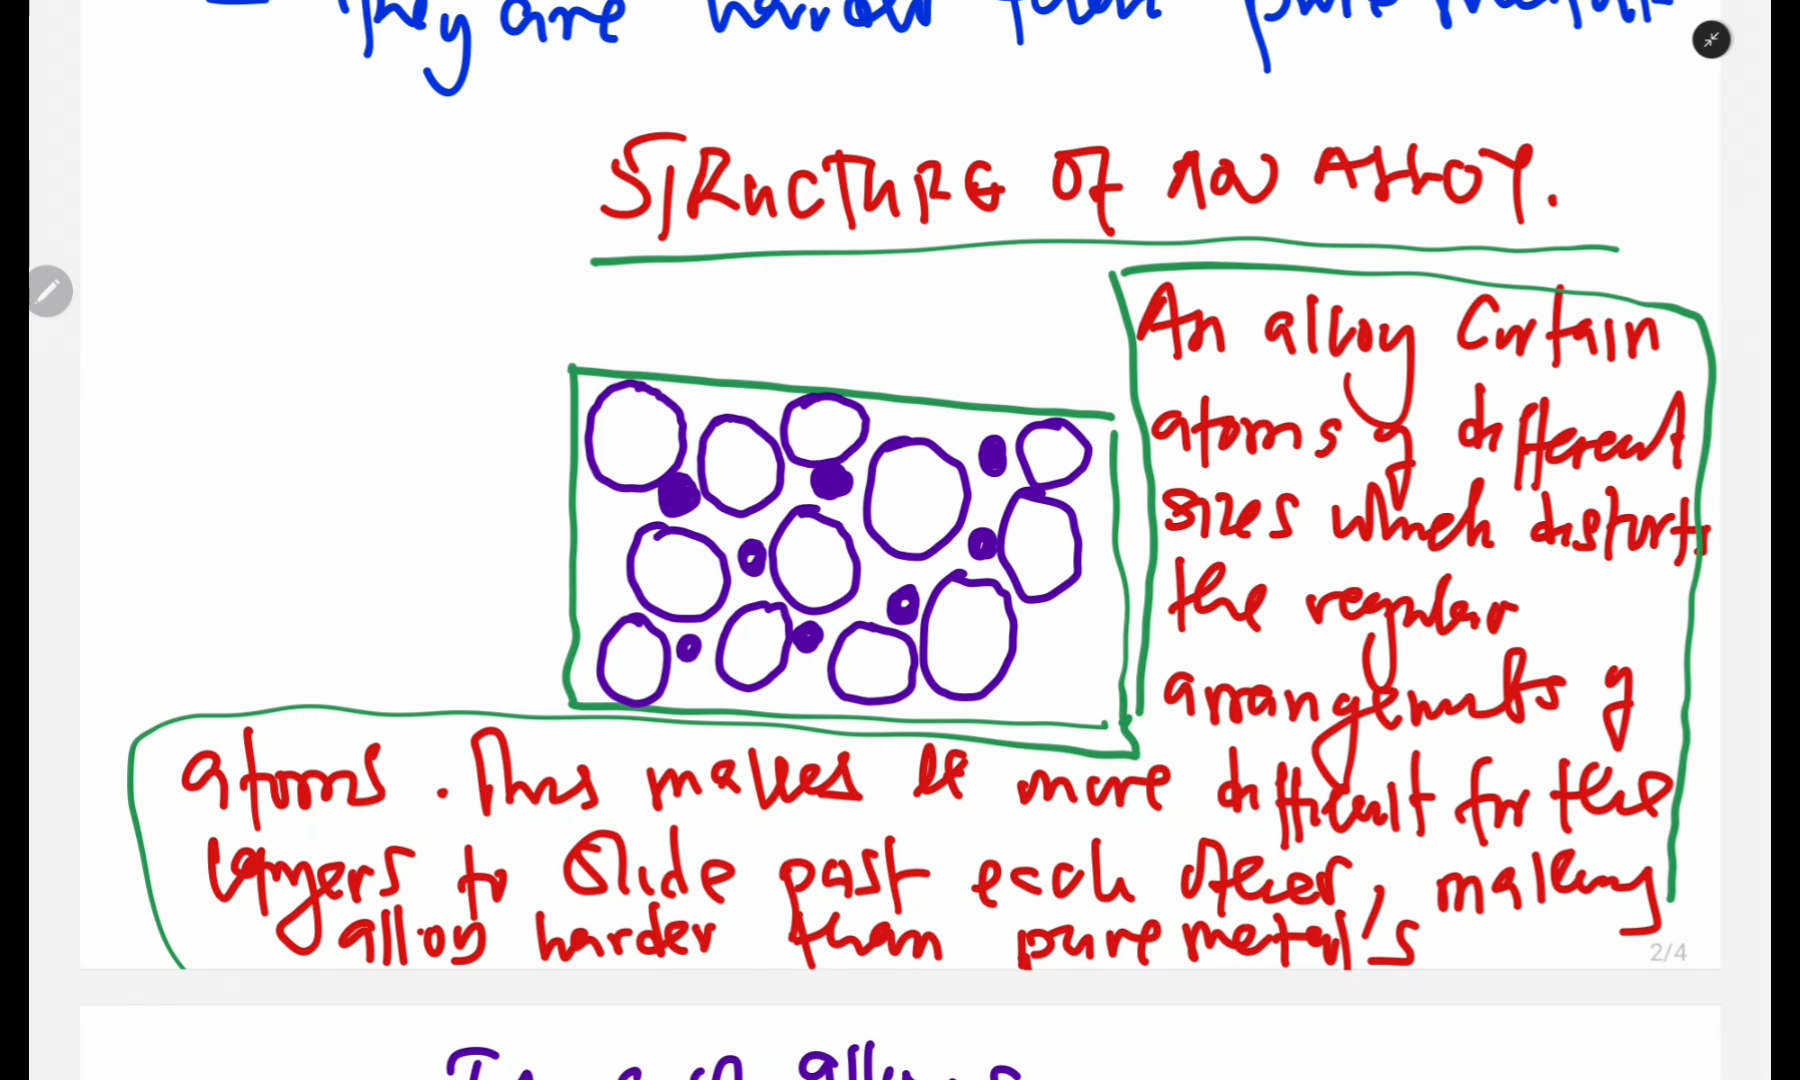 They are harder than pure metals
STRUCTURE OF AN ALLOY.
An alloy Contain
atoms of different
sizes which distorts
the regular
arrangements of
atoms. This makes it more difficult for the
layers to slide past each other, making
alloy harder than pure metal's
2/4